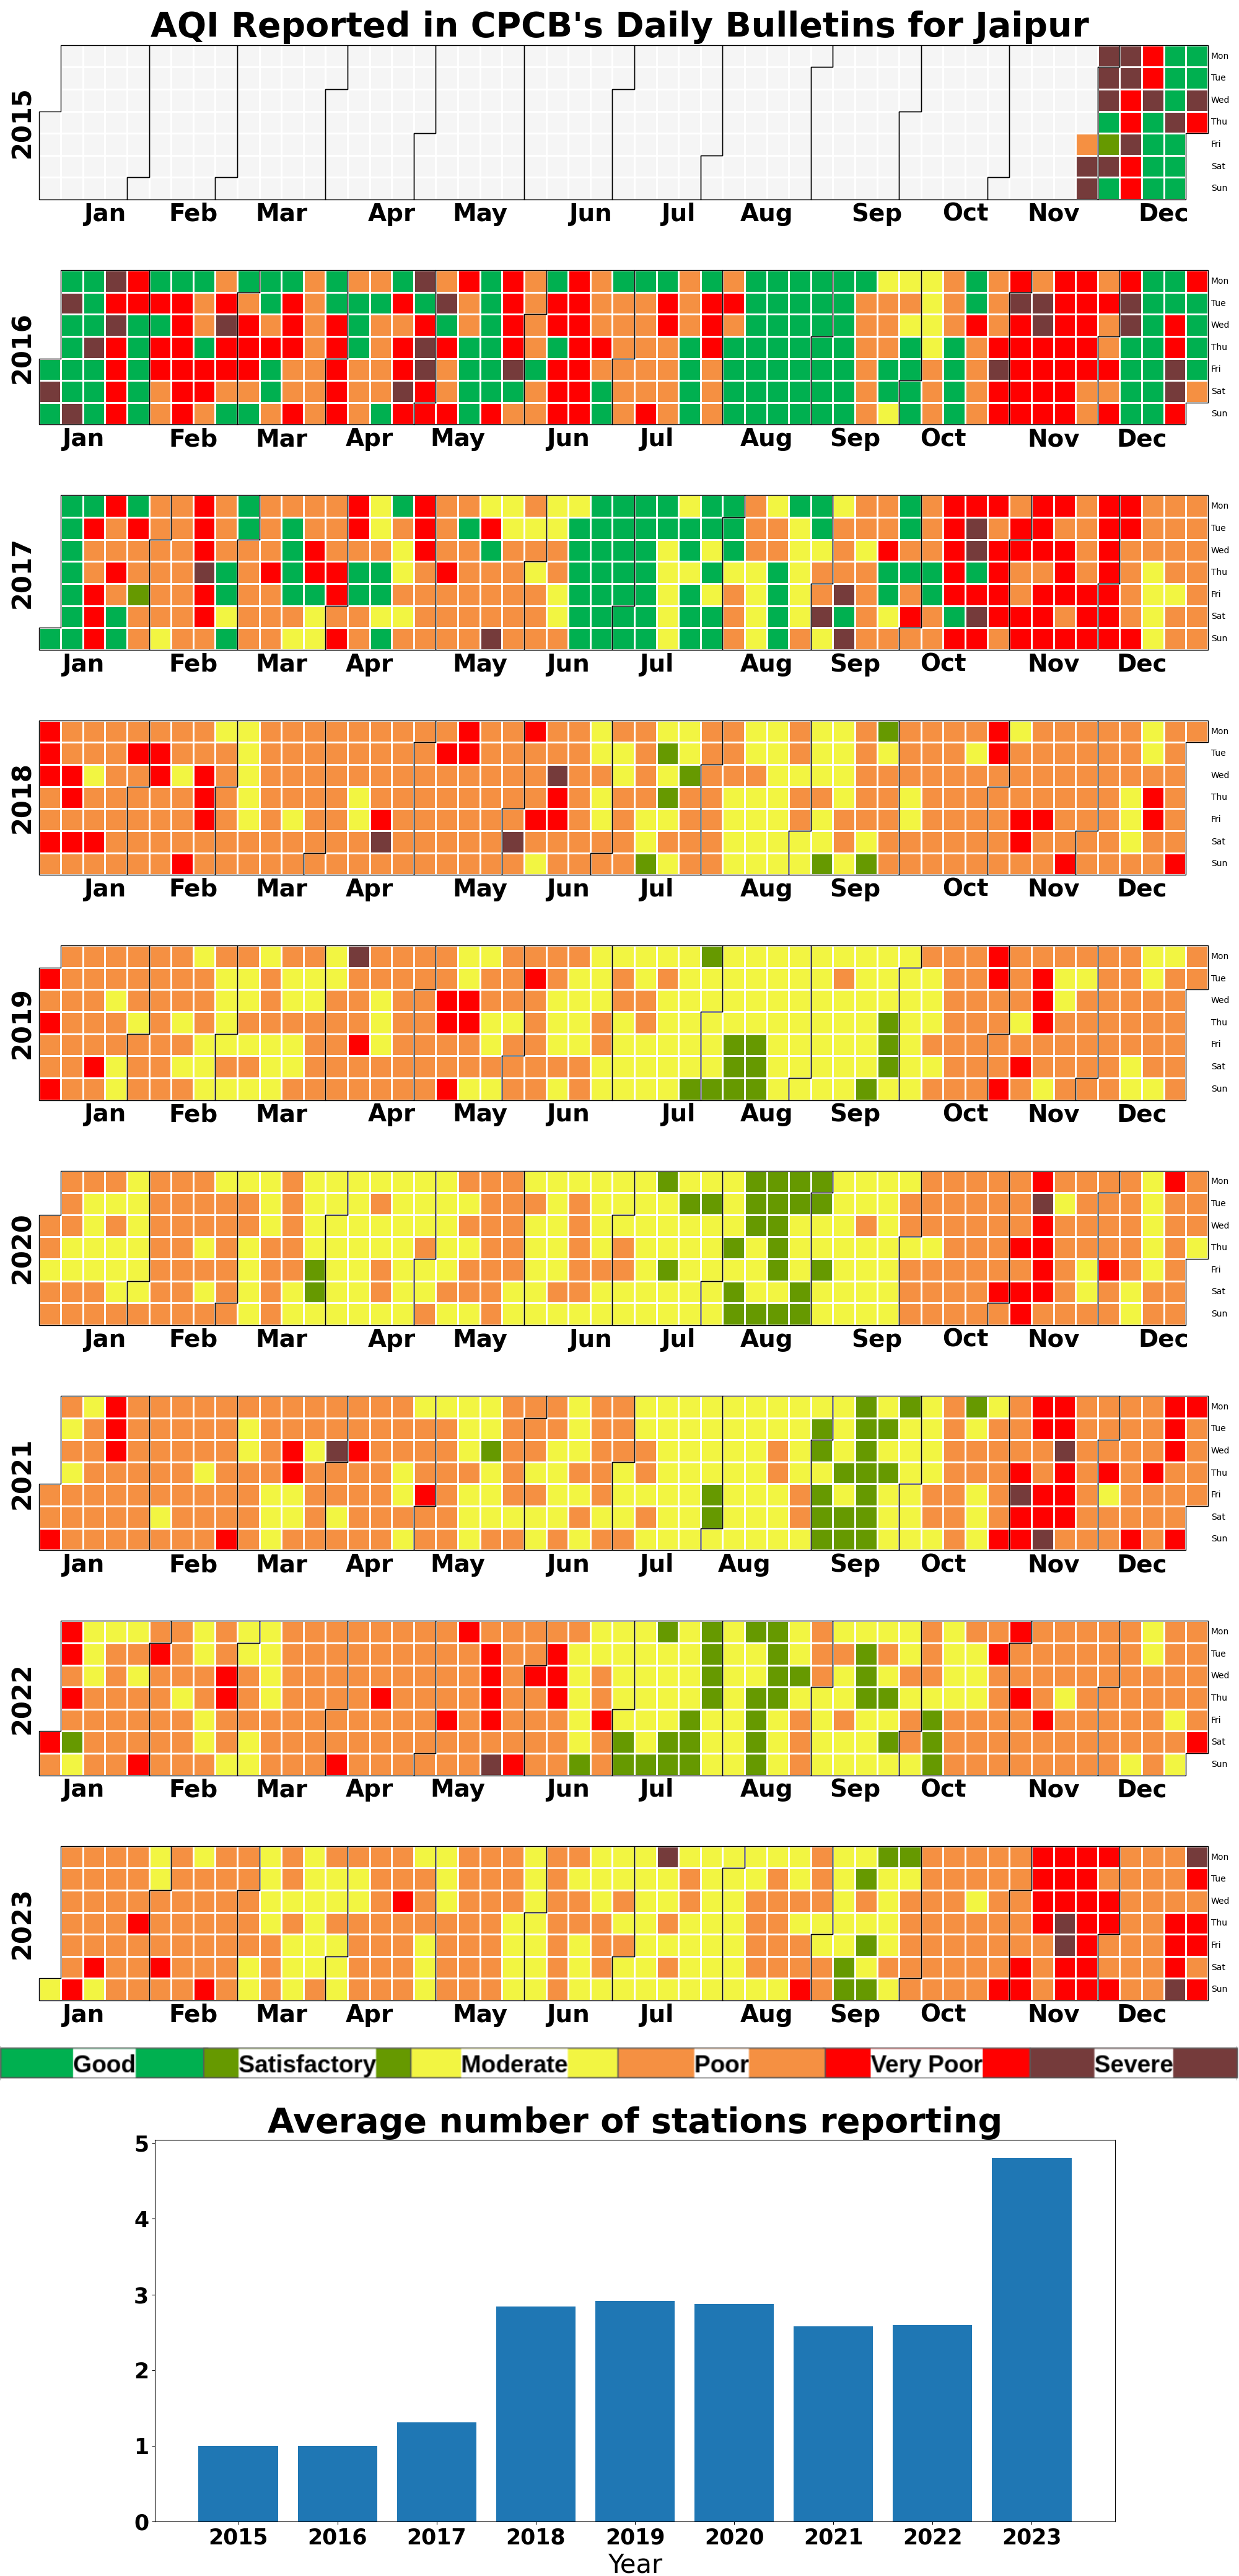 AQI Reported in CPCB's Daily Bulletins for Jaipur
2015
Mon
Tue
Wed
Thu
Fri
Sat
Sun
Jan Feb Mar Apr May Jun Jul Aug Sep Oct Nov Dec
2016
Mon
Tue
Wed
Thu
Fri
Sat
Sun
Jan Feb Mar Apr May Jun Jul Aug Sep Oct Nov Dec
2017
Mon
Tue
Wed
Thu
Fri
Sat
Sun
Jan Feb Mar Apr May Jun Jul Aug Sep Oct Nov Dec
2018
Mon
Tue
Wed
Thu
Fri
Sat
Sun
Jan Feb Mar Apr May Jun Jul Aug Sep Oct Nov Dec
2019
Mon
Tue
Wed
Thu
Fri
Sat
Sun
Jan Feb Mar Apr May Jun Jul Aug Sep Oct Nov Dec
2020
Mon
Tue
Wed
Thu
Fri
Sat
Sun
Jan Feb Mar Apr May Jun Jul Aug Sep Oct Nov Dec
2021
Mon
Tue
Wed
Thu
Fri
Sat
Sun
Jan Feb Mar Apr May Jun Jul Aug Sep Oct Nov Dec
2022
Mon
Tue
Wed
Thu
Fri
Sat
Sun
Jan Feb Mar Apr May Jun Jul Aug Sep Oct Nov Dec
2023
Mon
Tue
Wed
Thu
Fri
Sat
Sun
Jan Feb Mar Apr May Jun Jul Aug Sep Oct Nov Dec
Good Satisfactory Moderate Poor Very Poor Severe
Average number of stations reporting
5
4
3
2
1
0
2015 2016 2017 2018 2019 2020 2021 2022 2023
Year